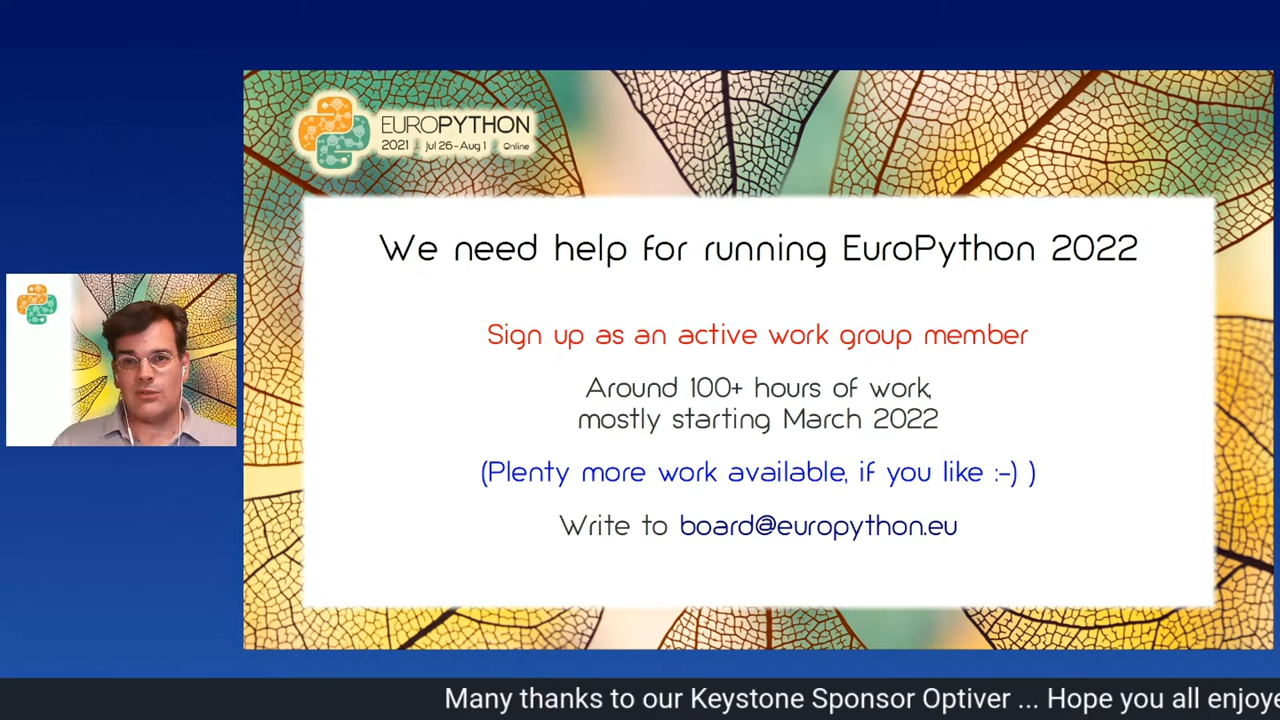 EUROPYTHON
2021 | Jul 26-Aug 1 | Online
We need help for running EuroPython 2022
Sign up as an active work group member
Around 100+ hours of work,
mostly starting March 2022
(Plenty more work available, if you like :-) )
Write to board@europython.eu
Many thanks to our Keystone Sponsor Optiver ... Hope you all enjoye